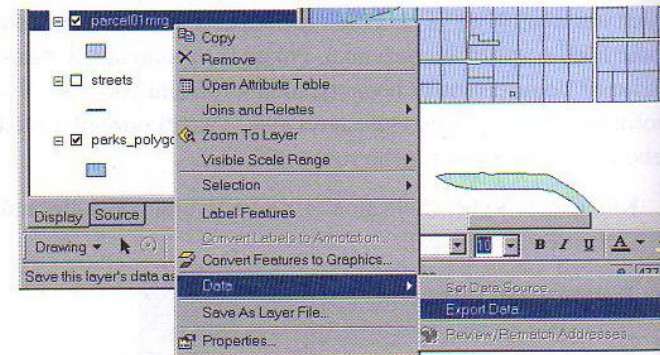 parcel01mrg
streets
parks_polygo
Display Source
Drawing
Save this layer's data as
Copy
Remove
Open Attribute Table
Joins and Relates
Zoom To Layer
Visible Scale Range
Selection
Label Features
Convert Labels to Annotation...
Convert Features to Graphics...
Data
Save As Layer File...
Properties...
10 B I U A
Set Data Source...
Export Data
Review/Rematch Addresses